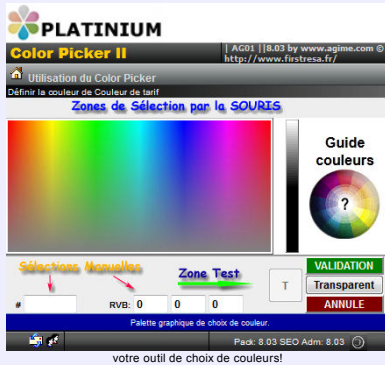 PLATINIUM
Color Picker II
| AG01 ||8.03 by www.agime.com ©
http://www.firstresa.fr/
Utilisation du Color Picker
Définir la couleur de Couleur de tarif
Zones de Sélection par la SOURIS
Guide
couleurs
?
Sélections Manuelles
Zone Test
T
VALIDATION
Transparent
ANNULE
# RVB: 0 0 0
Palette graphique de choix de couleur.
Pack: 8.03 SEO Adm: 8.03
votre outil de choix de couleurs!